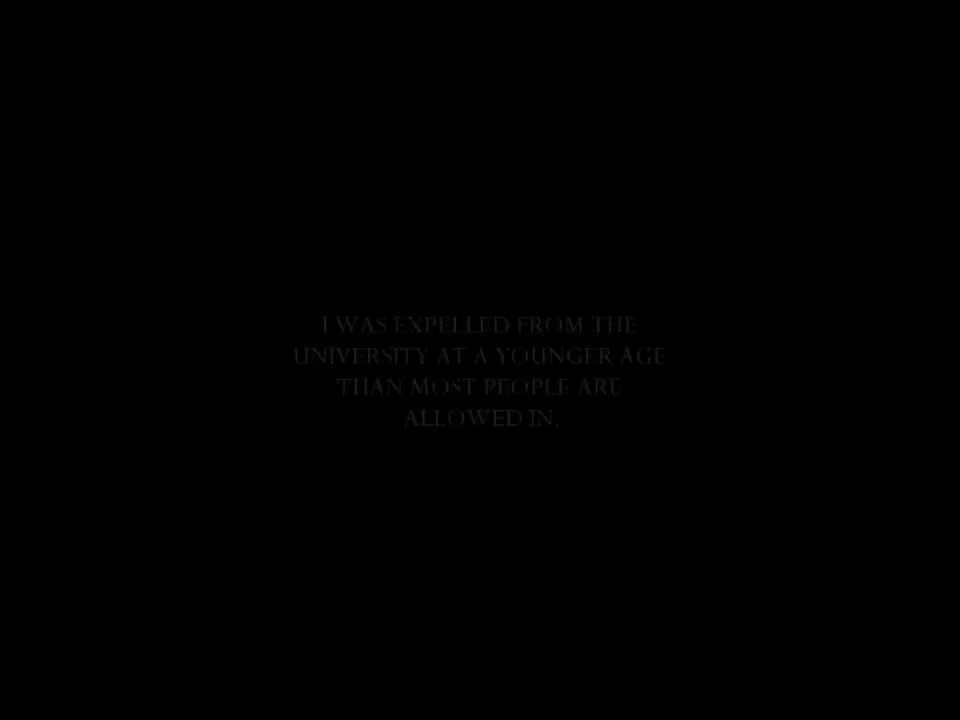 I WAS EXPELLED FROM THE
UNIVERSITY AT A YOUNGER AGE
THAN MOST PEOPLE ARE
ALLOWED IN.